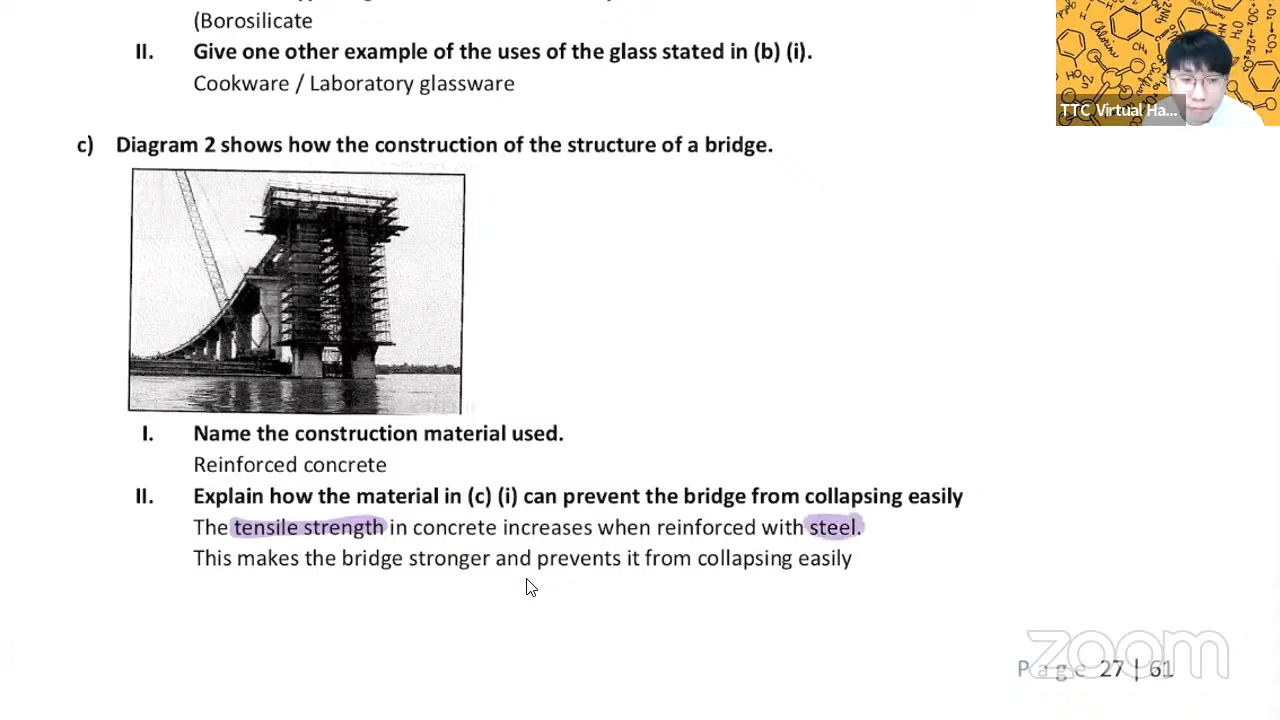 (Borosilicate
II. Give one other example of the uses of the glass stated in (b) (i).
Cookware / Laboratory glassware
TTC Virtual Ha...
c) Diagram 2 shows how the construction of the structure of a bridge.
I. Name the construction material used.
Reinforced concrete
II. Explain how the material in (c) (i) can prevent the bridge from collapsing easily
The tensile strength in concrete increases when reinforced with steel.
This makes the bridge stronger and prevents it from collapsing easily
zoom
Page 27 | 61